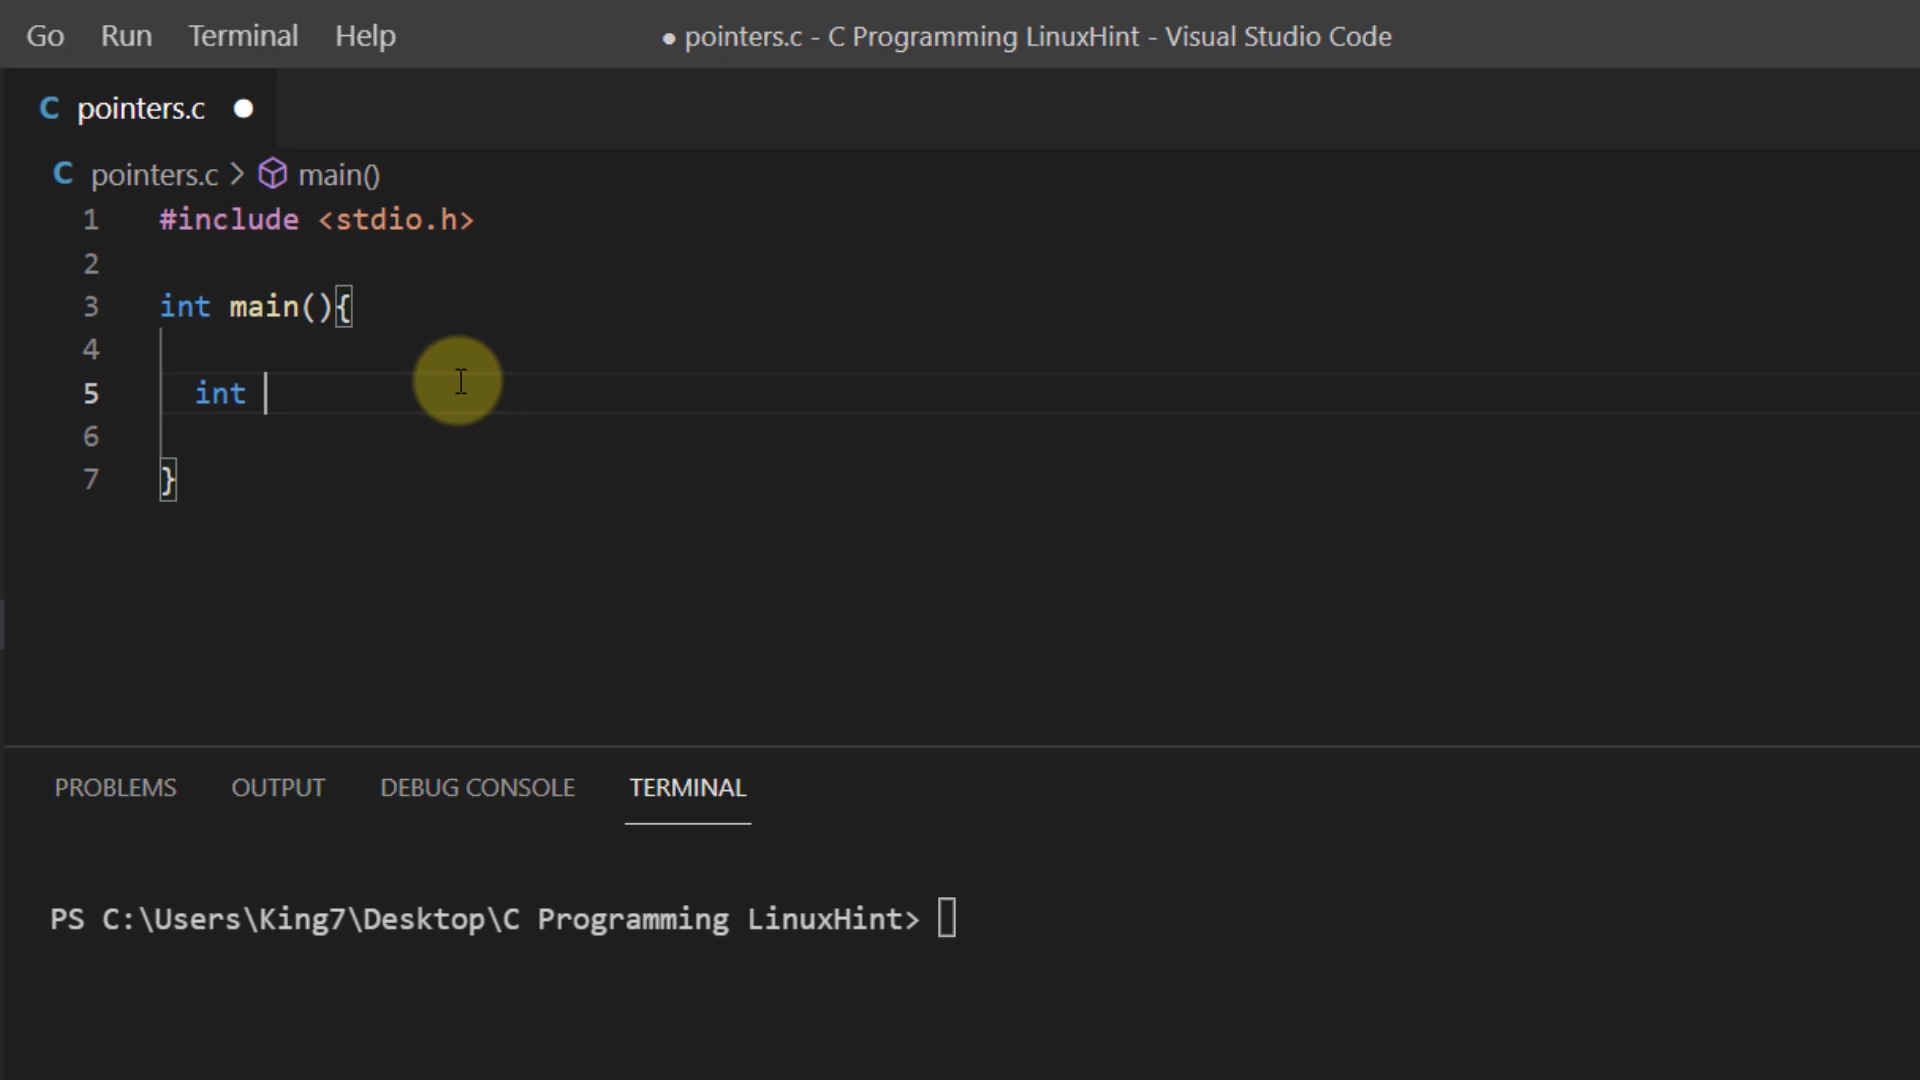 Go Run Terminal Help ● pointers.c - C Programming LinuxHint - Visual Studio Code
C pointers.c ●
C pointers.c > main()
1 #include <stdio.h>
2
3 int main(){
4
5 int
6
7 }
PROBLEMS OUTPUT DEBUG CONSOLE TERMINAL
PS C:\Users\King7\Desktop\C Programming LinuxHint>